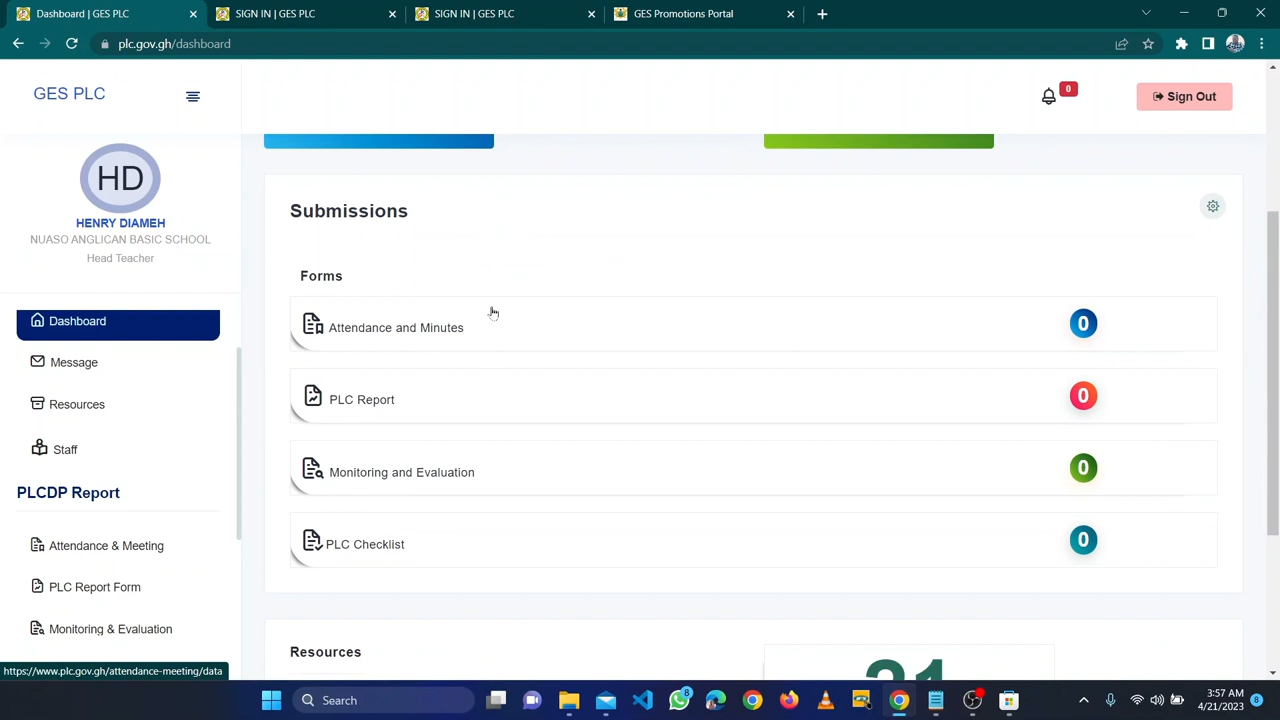 Dashboard | GES PLC
SIGN IN | GES PLC
SIGN IN | GES PLC
GES Promotions Portal
plc.gov.gh/dashboard
GES PLC
0
Sign Out
HD
HENRY DIAMEH
NUASO ANGLICAN BASIC SCHOOL
Head Teacher
Dashboard
Message
Resources
Staff
PLCDP Report
Attendance & Meeting
PLC Report Form
Monitoring & Evaluation
https://www.plc.gov.gh/attendance-meeting/data
Submissions
Forms
Attendance and Minutes 0
PLC Report 0
Monitoring and Evaluation 0
PLC Checklist 0
Resources
21
Search
8
3:57 AM
4/21/2023
8